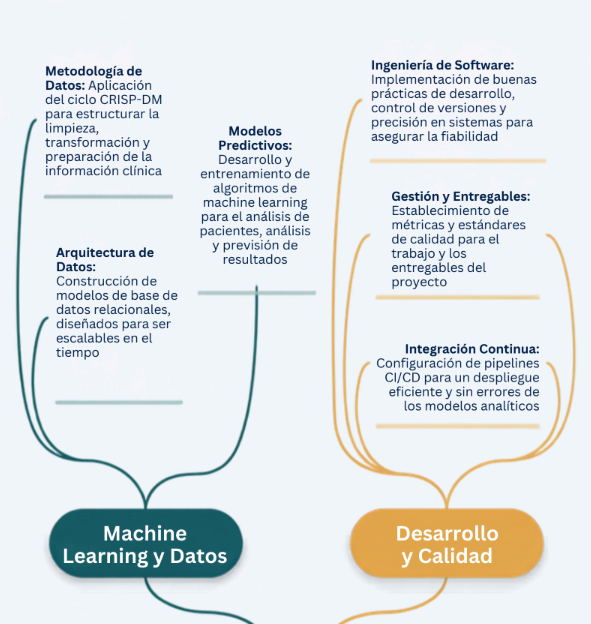 Metodología de
Datos: Aplicación
del ciclo CRISP-DM
para estructurar la
limpieza,
transformación y
preparación de la
información clínica
Arquitectura de
Datos:
Construcción de
modelos de base de
datos relacionales,
diseñados para ser
escalables en el
tiempo
Modelos
Predictivos:
Desarrollo y
entrenamiento de
algoritmos de
machine learning
para el análisis de
pacientes, análisis
y previsión de
resultados
Machine
Learning y Datos
Ingeniería de Software:
Implementación de buenas
prácticas de desarrollo,
control de versiones y
precisión en sistemas para
asegurar la fiabilidad
Gestión y Entregables:
Establecimiento de
métricas y estándares
de calidad para el
trabajo y los
entregables del
proyecto
Integración Continua:
Configuración de pipelines
CI/CD para un despliegue
eficiente y sin errores de
los modelos analíticos
Desarrollo
y Calidad